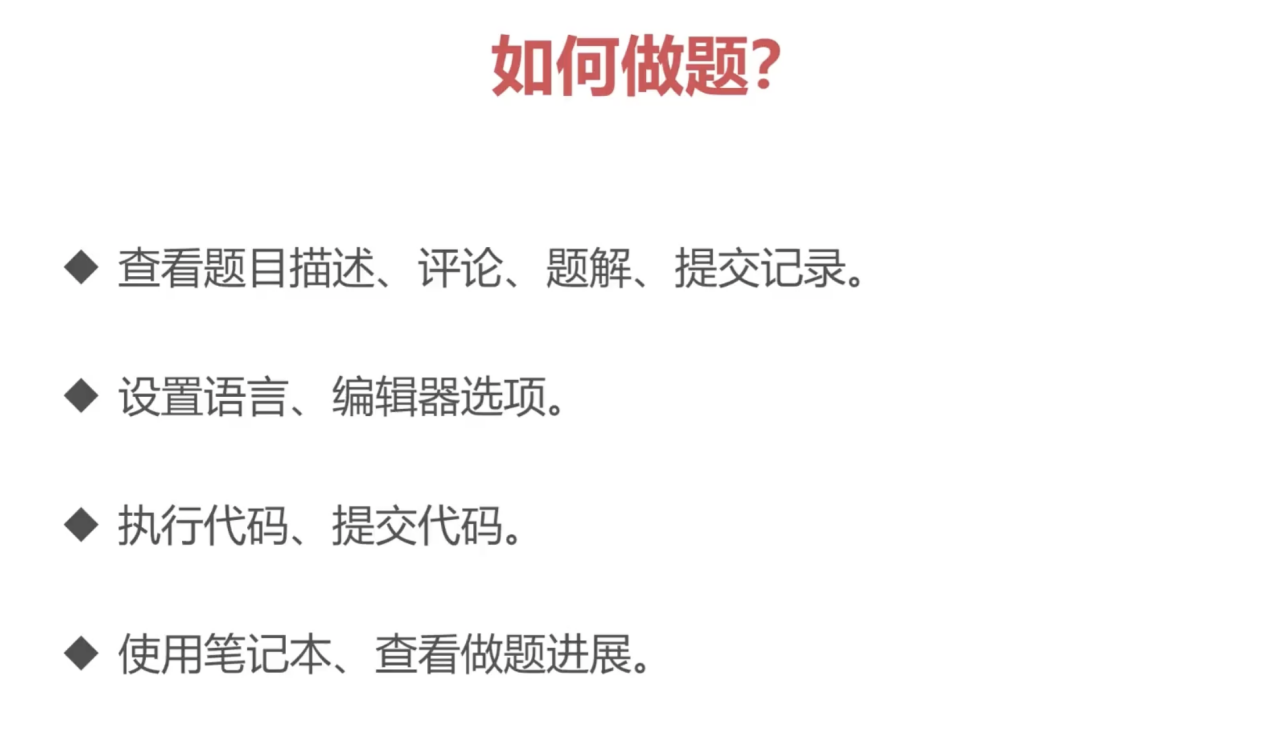 如何做题?
◆ 查看题目描述、评论、题解、提交记录。
◆ 设置语言、编辑器选项。
◆ 执行代码、提交代码。
◆ 使用笔记本、查看做题进展。